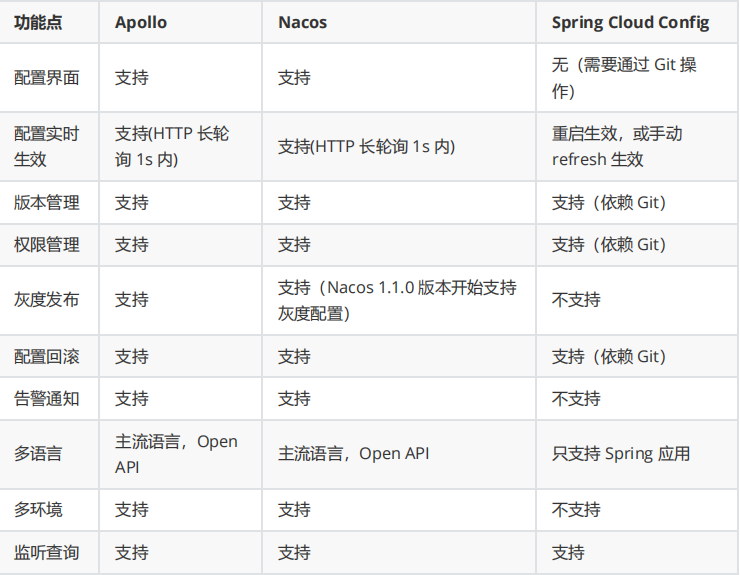 功能点 Apollo Nacos Spring Cloud Config
配置界面 支持 支持 无（需要通过 Git 操
作）
配置实时 支持(HTTP 长轮 支持(HTTP 长轮询 1s 内) 重启生效，或手动
生效 询 1s 内) refresh 生效
版本管理 支持 支持 支持（依赖 Git）
权限管理 支持 支持 支持（依赖 Git）
灰度发布 支持 支持（Nacos 1.1.0 版本开始支持 不支持
灰度配置）
配置回滚 支持 支持 支持（依赖 Git）
告警通知 支持 支持 不支持
多语言 主流语言，Open 主流语言，Open API 只支持 Spring 应用
API
多环境 支持 支持 不支持
监听查询 支持 支持 支持